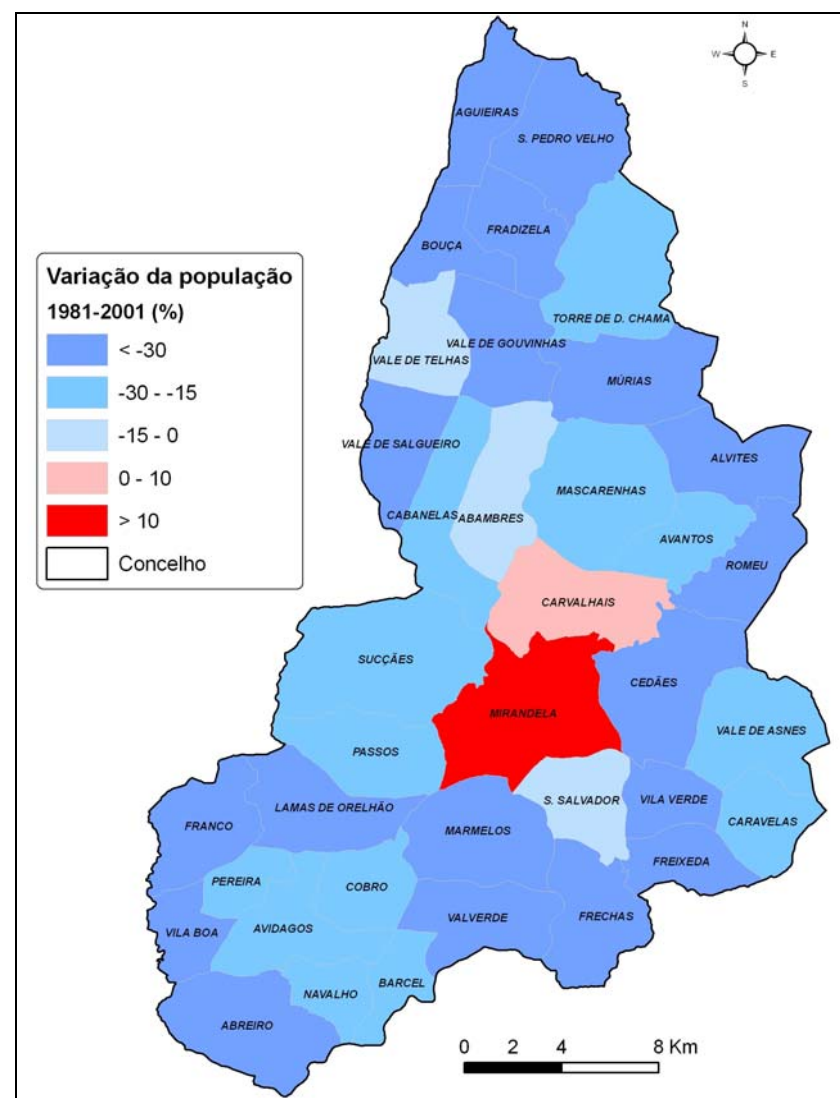 N
W E
S
AGUIEIRAS
S. PEDRO VELHO
FRADIZELA
BOUÇA
Variação da população
1981-2001 (%)
< -30
-30 - -15
-15 - 0
0 - 10
> 10
Concelho
TORRE DE D. CHAMA
VALE DE GOUVINHAS
VALE DE TELHAS
MÚRIAS
VALE DE SALGUEIRO
ALVITES
MASCARENHAS
CABANELAS
ABAMBRES
AVANTOS
ROMEU
CARVALHAIS
SUCÇÃES
CEDÃES
MIRANDELA
VALE DE ASNES
PASSOS
LAMAS DE ORELHÃO
S. SALVADOR
VILA VERDE
CARAVELAS
FRANCO
MARMELOS
FREIXEDA
PEREIRA
COBRO
VILA BOA
AVIDAGOS
VALVERDE
FRECHAS
BARCEL
NAVALHO
ABREIRO
0 2 4 8 Km